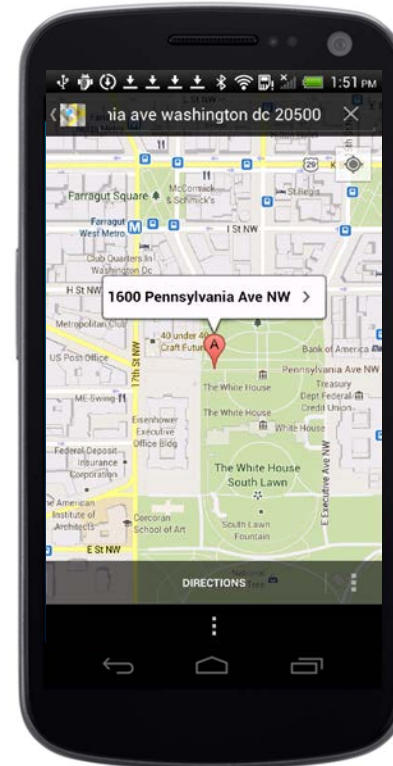 1:51 PM
ia ave washington dc 20500
29
K
Farragut Square
McCormick
& Schmick's
St Regis
Farragut
West Metro
M
I St NW
Club Quarters In
Washington Dc
H St NW
1600 Pennsylvania Ave NW
Metropolitan Club
40 under 40
Craft Futur
A
Bank of America
US Post Office
17th St NW
Pennsylvania Ave NW
The White House
Treasury
Dept Federal
Credit Union
ME Swing
The White House
Eisenhower
Executive
Office Bldg
White House
Federal Deposit
Insurance
Corporation
The White House
South Lawn
E Executive Ave NW
he American
Institute of
Architects
Corcoran
School of Art
South Lawn
Fountain
E St NW
DIRECTIONS